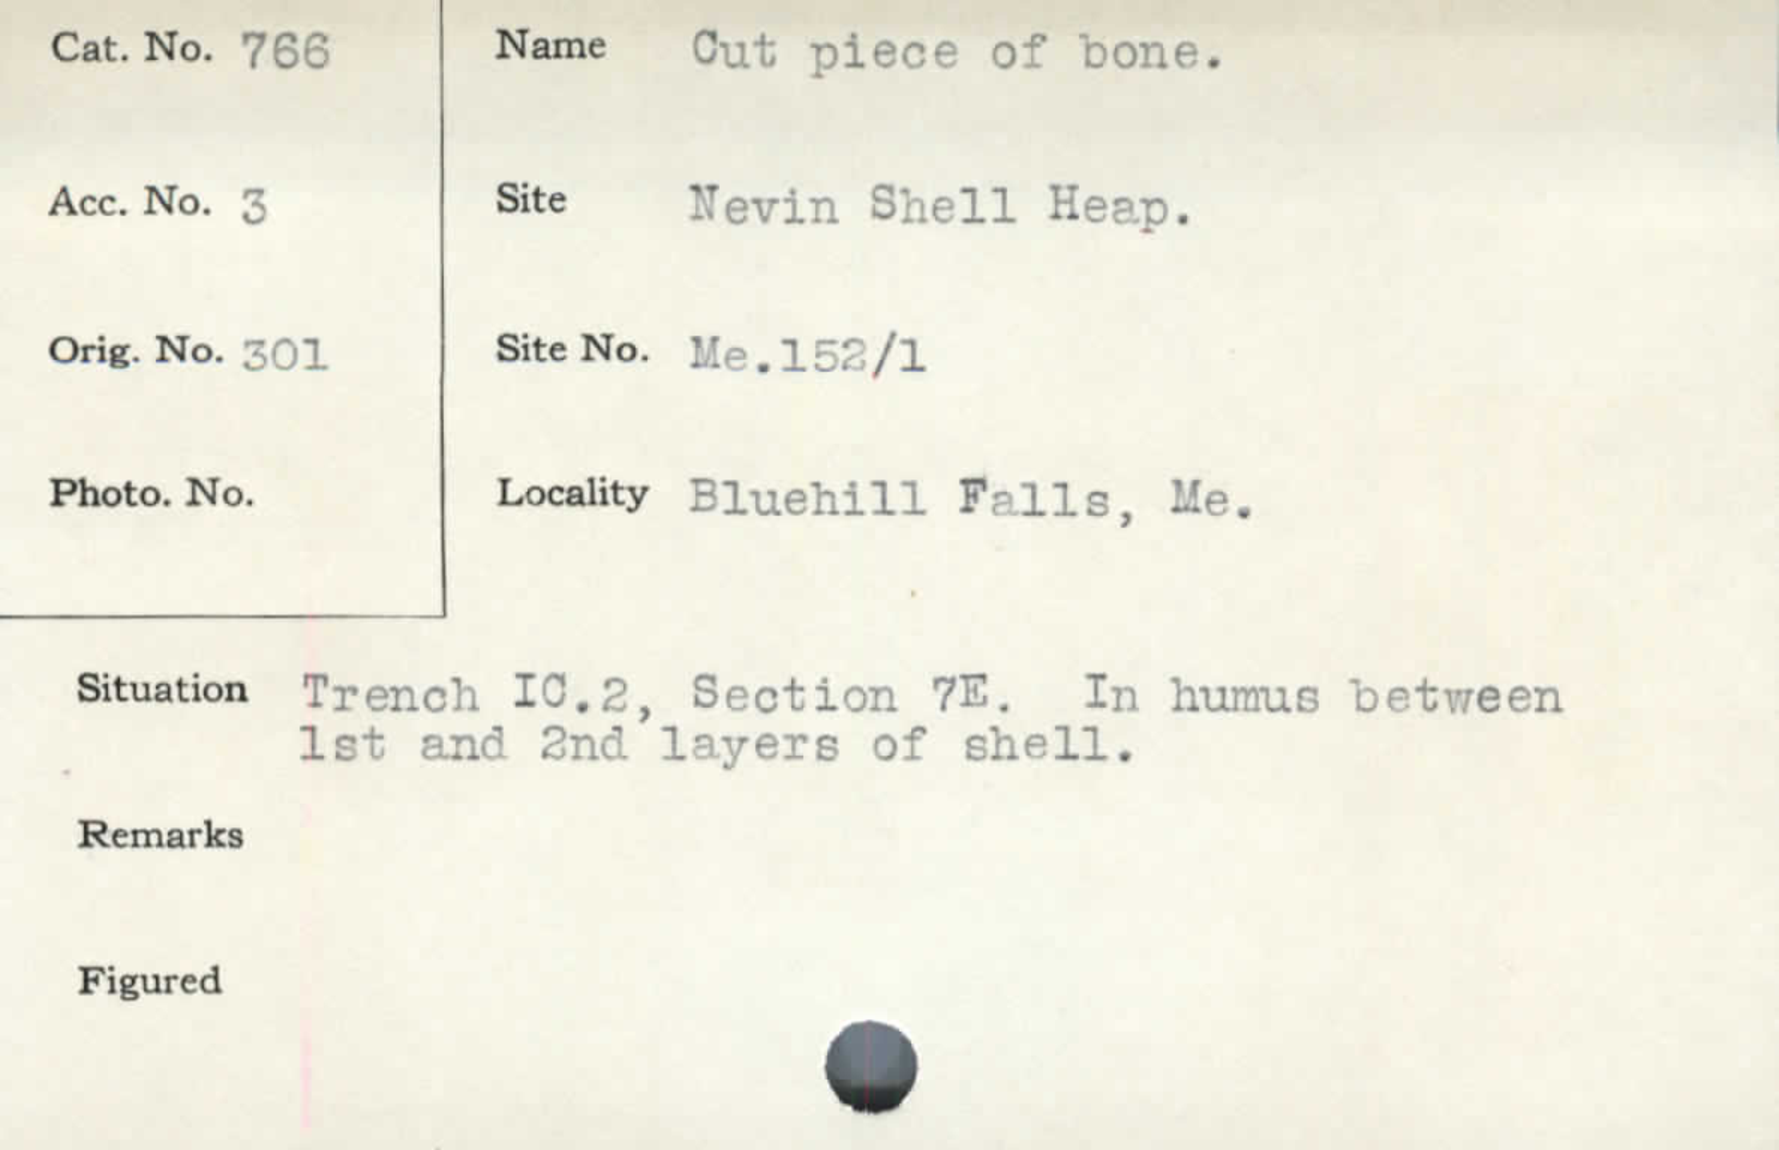 Cat. No. 766
Name Cut piece of bone.
Acc. No. 3
Site Nevin Shell Heap.
Orig. No. 301
Site No. Me.152/1
Photo. No.
Locality Bluehill Falls, Me.
Situation Trench IC.2, Section 7E. In humus between
1st and 2nd layers of shell.
Remarks
Figured